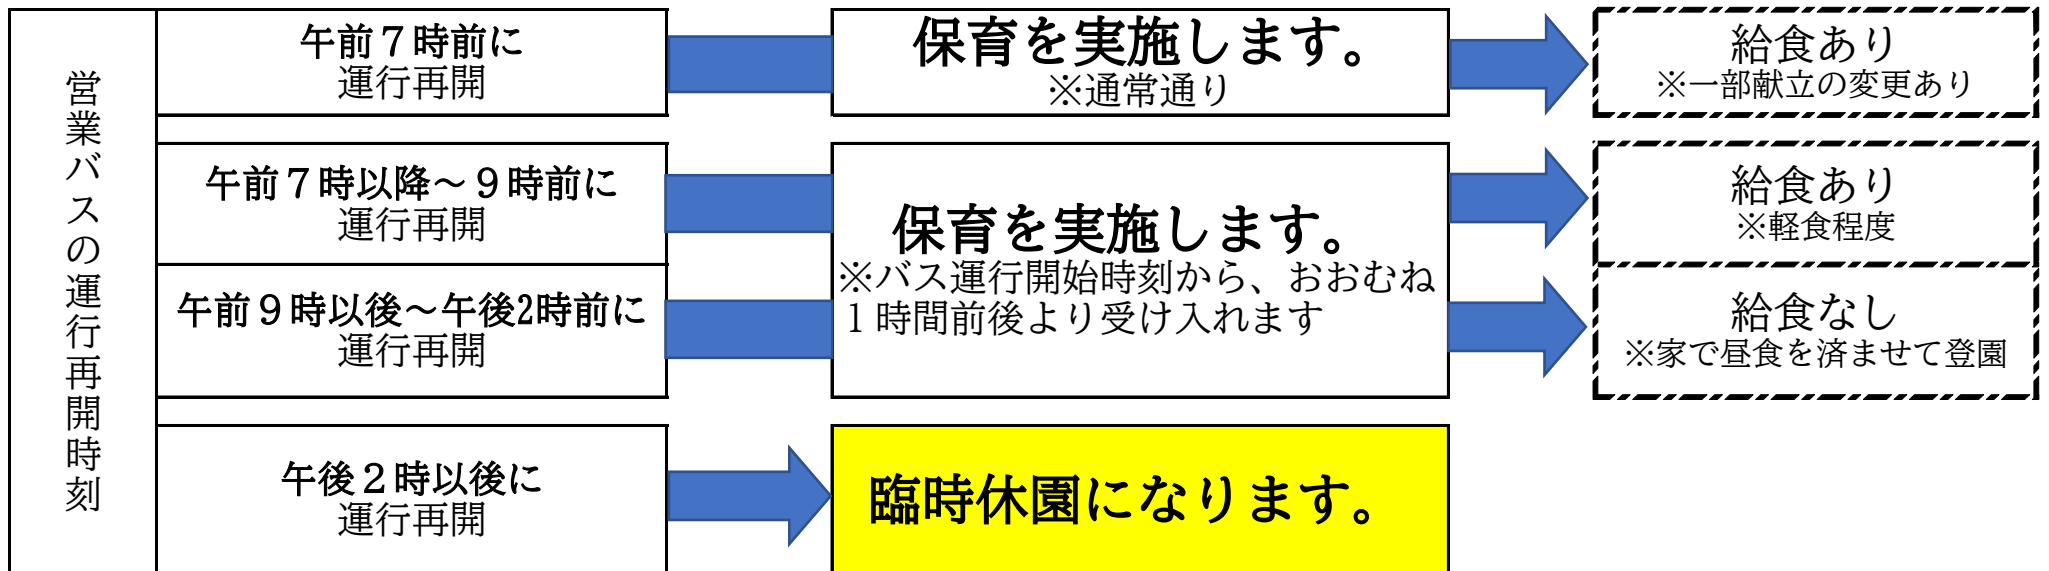 営業バスの運行再開時刻
午前７時前に
運行再開
保育を実施します。
※通常通り
給食あり
※一部献立の変更あり
午前７時以降～９時前に
運行再開
午前９時以後～午後2時前に
運行再開
保育を実施します。
※バス運行開始時刻から、おおむね
１時間前後より受け入れます
給食あり
※軽食程度
給食なし
※家で昼食を済ませて登園
午後２時以後に
運行再開
臨時休園になります。